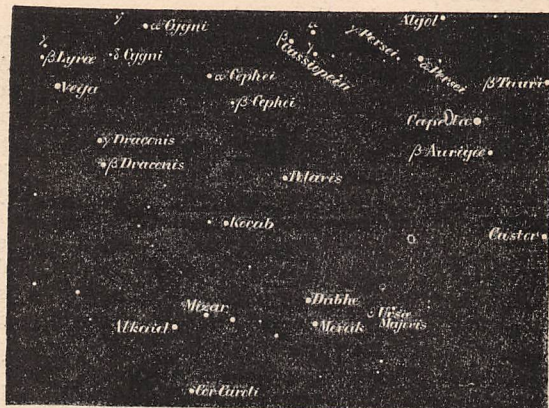 γ
α Cygni
α
Algol
γ Persei
β
γ
Cassiopeia
γ
β Lyræ
δ Cygni
α Persei
α Cephei
β Tauri
Vega
β Cephei
Capella
γ Draconis
β Aurigæ
β Draconis
Polaris
Kocab
Castor
Dubhe
Mizar
Ursa
Majoris
Alkaid
Merak
Cor Caroli